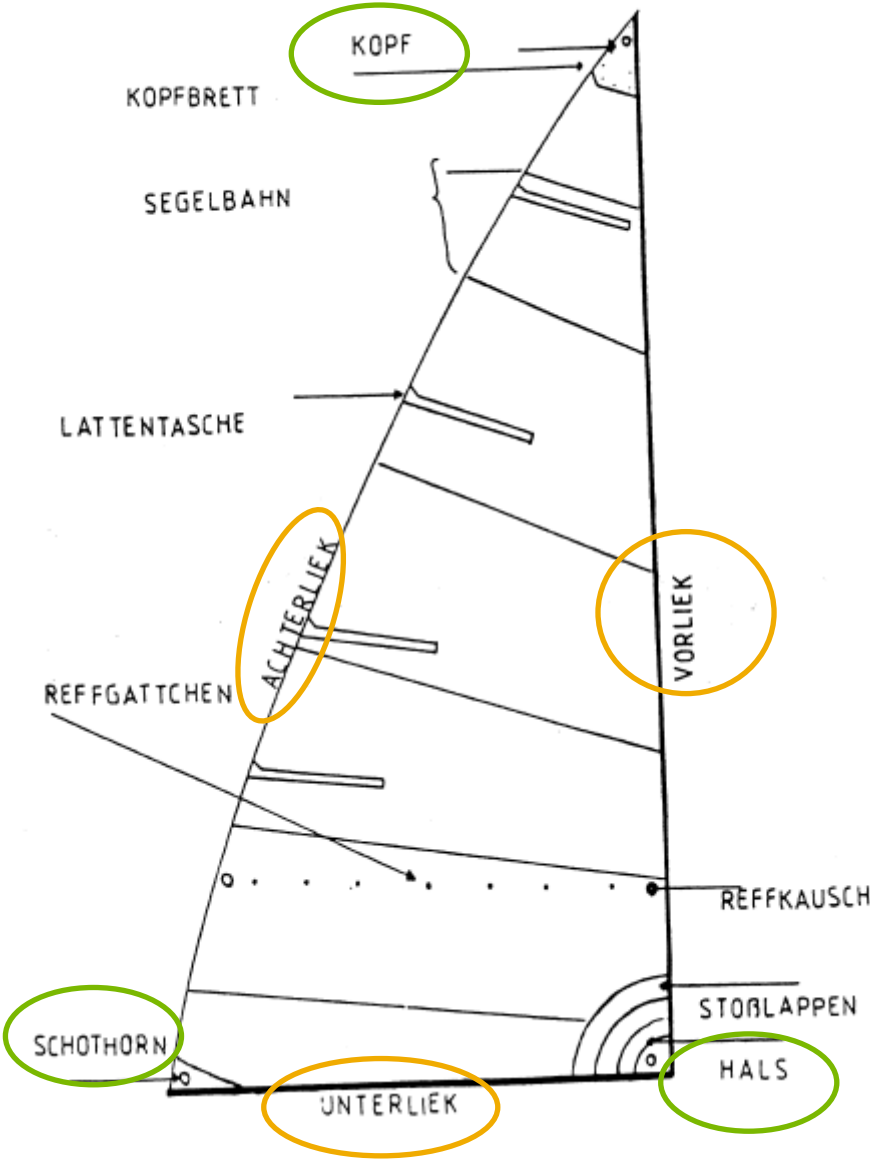 KOPF
KOPFBRETT
SEGELBAHN
LATTENTASCHE
ACHTERLIEK
VORLIEK
REFFGATTCHEN
REFFKAUSCH
STOßLAPPEN
SCHOTHORN
HALS
UNTERLIEK